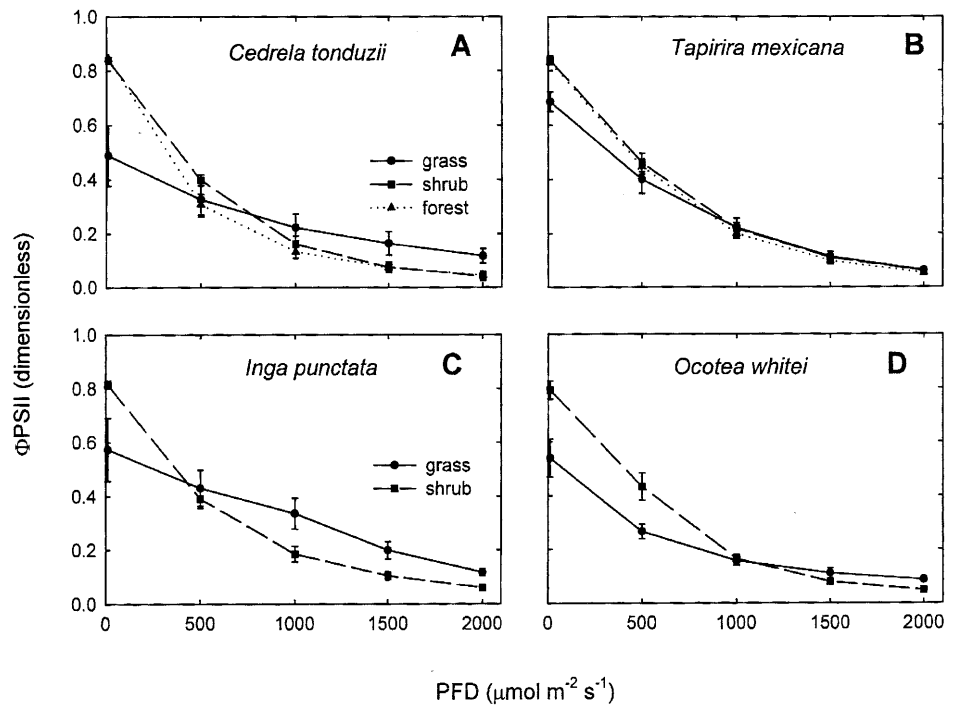 Cedrela tonduzii A
Tapirira mexicana B
1.0
0.8
0.6
0.4
0.2
0.0
grass
shrub
forest
ΦPSII (dimensionless)
Inga punctata C
Ocotea whitei D
1.0
0.8
0.6
0.4
0.2
0.0
grass
shrub
0 500 1000 1500 2000
0 500 1000 1500 2000
PFD (μmol m⁻² s⁻¹)